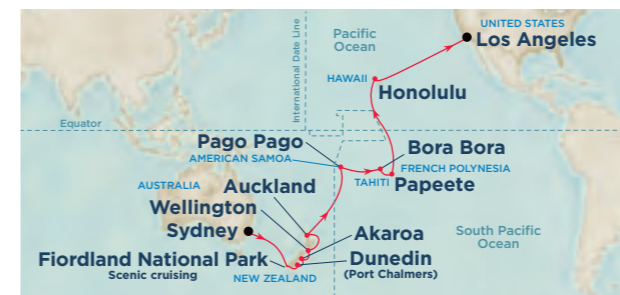 UNITED STATES
Los Angeles
Pacific
Ocean
International Date Line
HAWAII
Honolulu
Equator
Pago Pago
AMERICAN SAMOA
Bora Bora
FRENCH POLYNESIA
TAHITI
Papeete
AUSTRALIA
Auckland
Wellington
Sydney
Akaroa
South Pacific
Ocean
Fiordland National Park
Scenic cruising
Dunedin
(Port Chalmers)
NEW ZEALAND